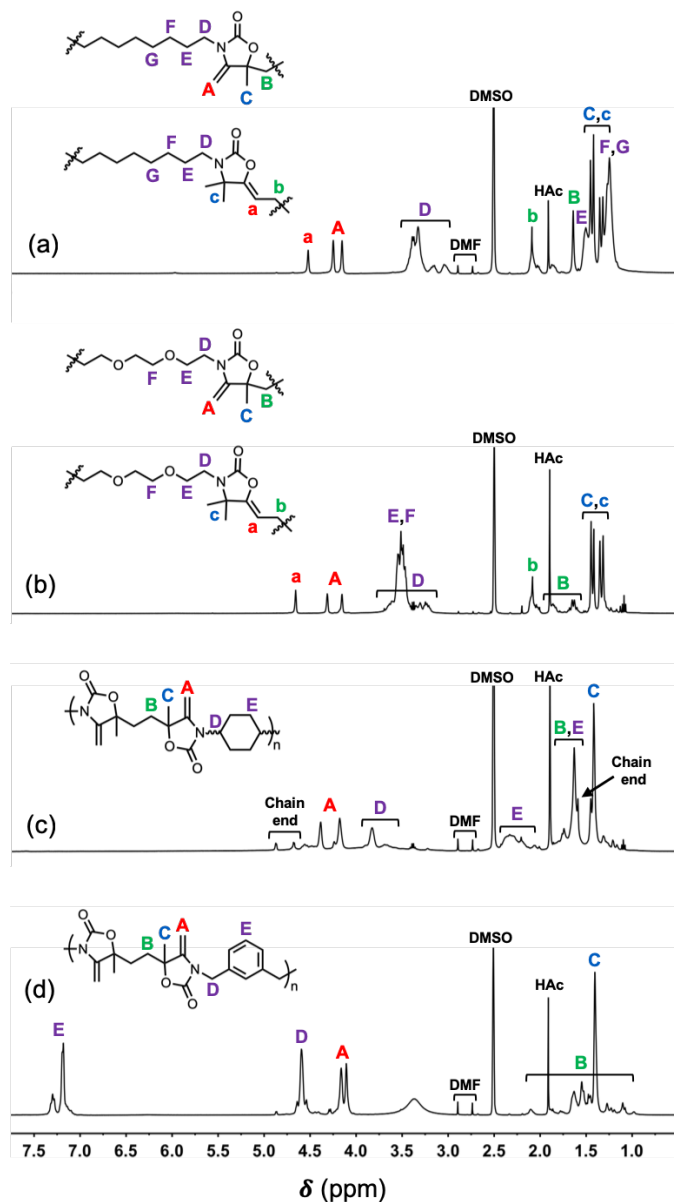 F D O
N O
G E
A C B
F D O
N O
G E
c a b
(a)
a A D DMF DMSO b HAc B E C,c F,G
D O
O O N O
F E
A C B
D O
O O N O
F E
c a b
(b)
a A E,F D DMSO b HAc B C,c
O O
N
B C A
D E
N
O
O
n
(c)
Chain end A D DMF DMSO E HAc B,E Chain end C
O O
N
B C A
E
N
O
O
D
n
(d)
E D A DMF DMSO HAc B C
7.5 7.0 6.5 6.0 5.5 5.0 4.5 4.0 3.5 3.0 2.5 2.0 1.5 1.0
δ (ppm)